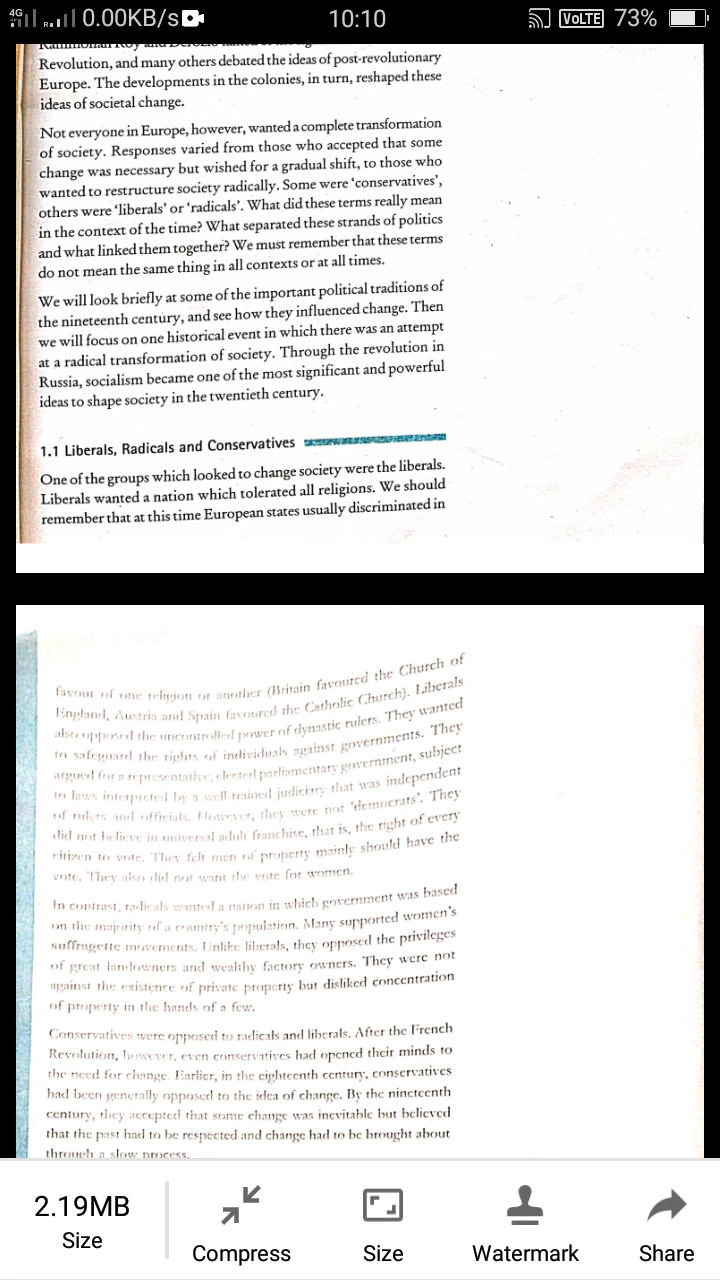 4G
R
0.00KB/s
10:10
VoLTE
73%
Revolution, and many others debated the ideas of post-revolutionary
Europe. The developments in the colonies, in turn, reshaped these
ideas of societal change.
Not everyone in Europe, however, wanted a complete transformation
of society. Responses varied from those who accepted that some
change was necessary but wished for a gradual shift, to those who
wanted to restructure society radically. Some were 'conservatives',
others were 'liberals' or 'radicals'. What did these terms really mean
in the context of the time? What separated these strands of politics
and what linked them together? We must remember that these terms
do not mean the same thing in all contexts or at all times.
We will look briefly at some of the important political traditions of
the nineteenth century, and see how they influenced change. Then
we will focus on one historical event in which there was an attempt
at a radical transformation of society. Through the revolution in
Russia, socialism became one of the most significant and powerful
ideas to shape society in the twentieth century.
1.1 Liberals, Radicals and Conservatives
One of the groups which looked to change society were the liberals.
Liberals wanted a nation which tolerated all religions. We should
remember that at this time European states usually discriminated in
favour of one religion or another (Britain favoured the Church of
England, Austria and Spain favoured the Catholic Church). Liberals
also opposed the uncontrolled power of dynastic rulers. They wanted
to safeguard the rights of individuals against governments. They
argued for a representative, elected parliamentary government, subject
to laws interpreted by a well-trained judiciary that was independent
of rulers and officials. However, they were not 'democrats'. They
did not believe in universal adult franchise, that is, the right of every
citizen to vote. They felt men of property mainly should have the
vote. They also did not want the vote for women.
In contrast, radicals wanted a nation in which government was based
on the majority of a country's population. Many supported women's
suffragette movements. Unlike liberals, they opposed the privileges
of great landowners and wealthy factory owners. They were not
against the existence of private property but disliked concentration
of property in the hands of a few.
Conservatives were opposed to radicals and liberals. After the French
Revolution, however, even conservatives had opened their minds to
the need for change. Earlier, in the eighteenth century, conservatives
had been generally opposed to the idea of change. By the nineteenth
century, they accepted that some change was inevitable but believed
that the past had to be respected and change had to be brought about
through a slow process.
2.19MB
Size
Compress
Size
Watermark
Share